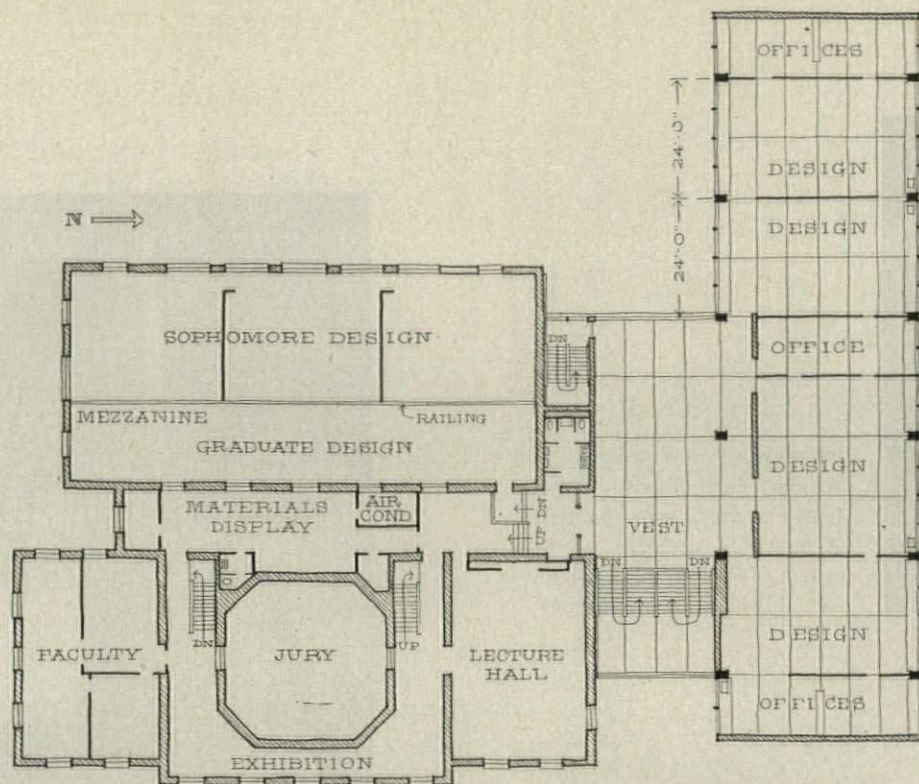 OFFICES
24'-0"
DESIGN
N
24'-0"
DESIGN
SOPHOMORE DESIGN
DN
OFFICE
MEZZANINE
RAILING
GRADUATE DESIGN
DESIGN
MATERIALS
DISPLAY
AIR
COND
DN
UP
VEST
DN
DN
DN
UP
FACULTY
JURY
LECTURE
HALL
DESIGN
OFFICES
EXHIBITION